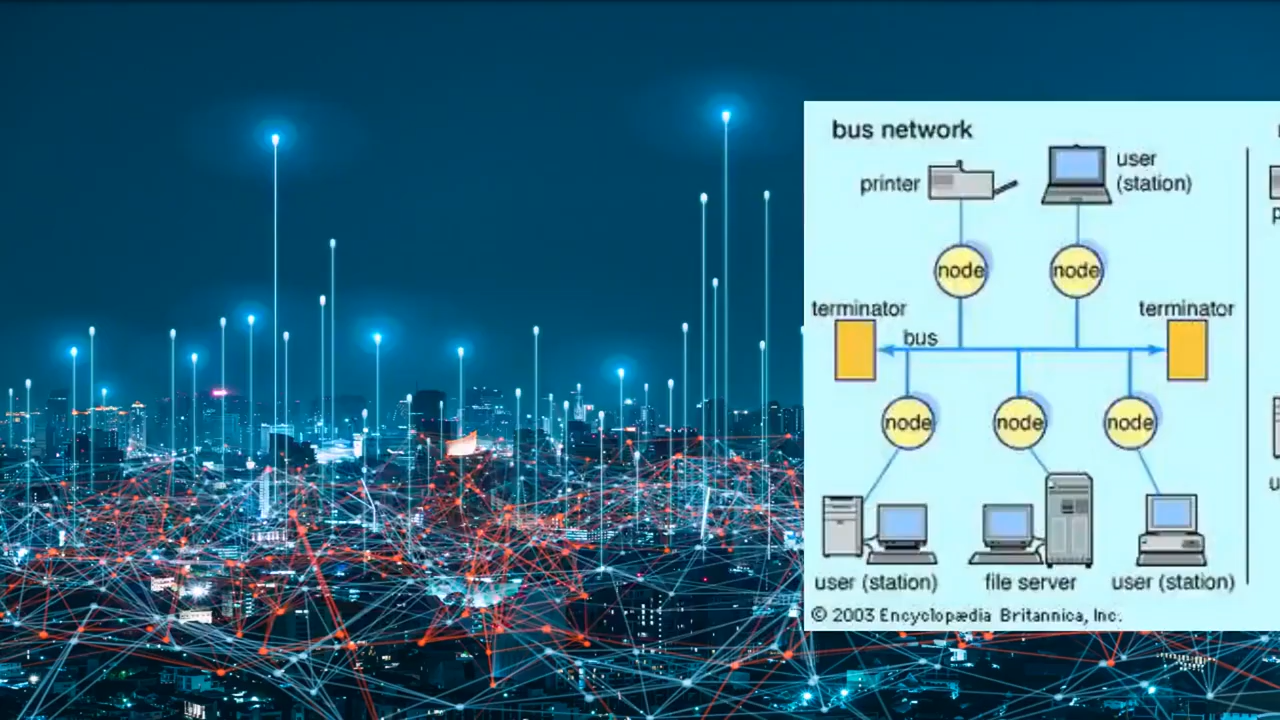 bus network
printer
user
(station)
node
node
terminator
terminator
bus
node
node
node
user (station)
file server
user (station)
© 2003 Encyclopædia Britannica, Inc.